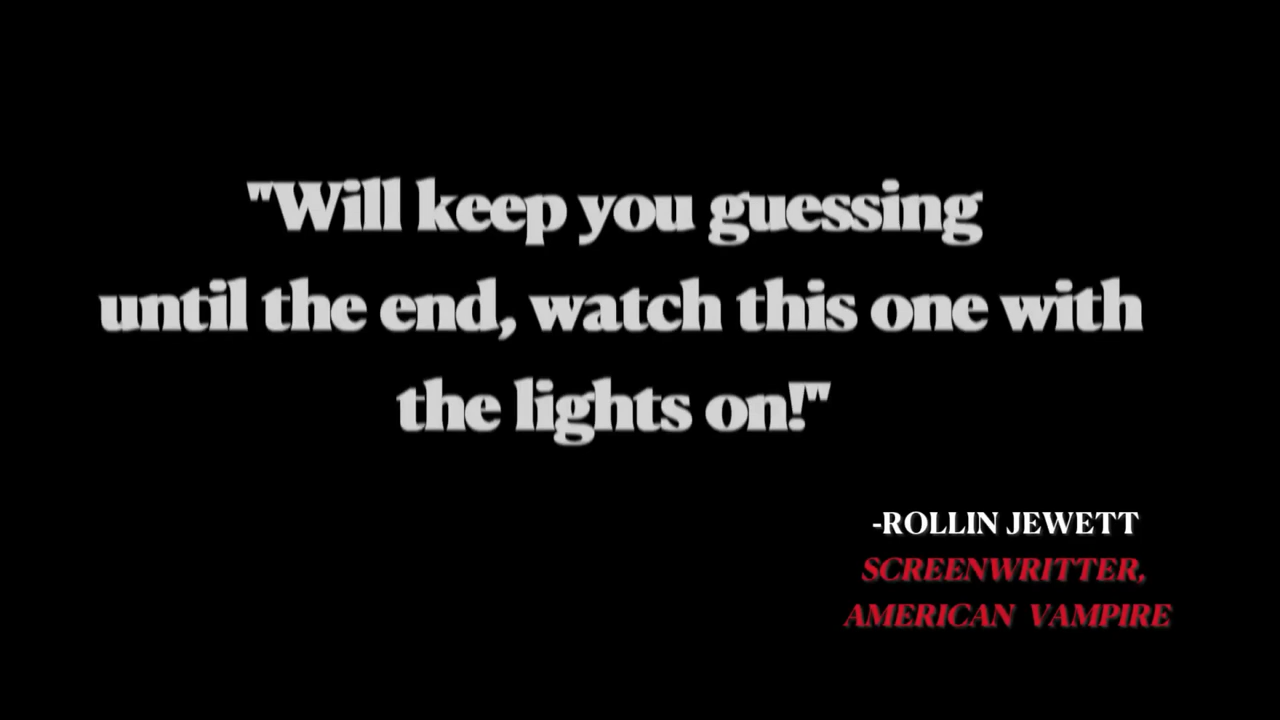 "Will keep you guessing
until the end, watch this one with
the lights on!"
-ROLLIN JEWETT
SCREENWRITTER,
AMERICAN VAMPIRE